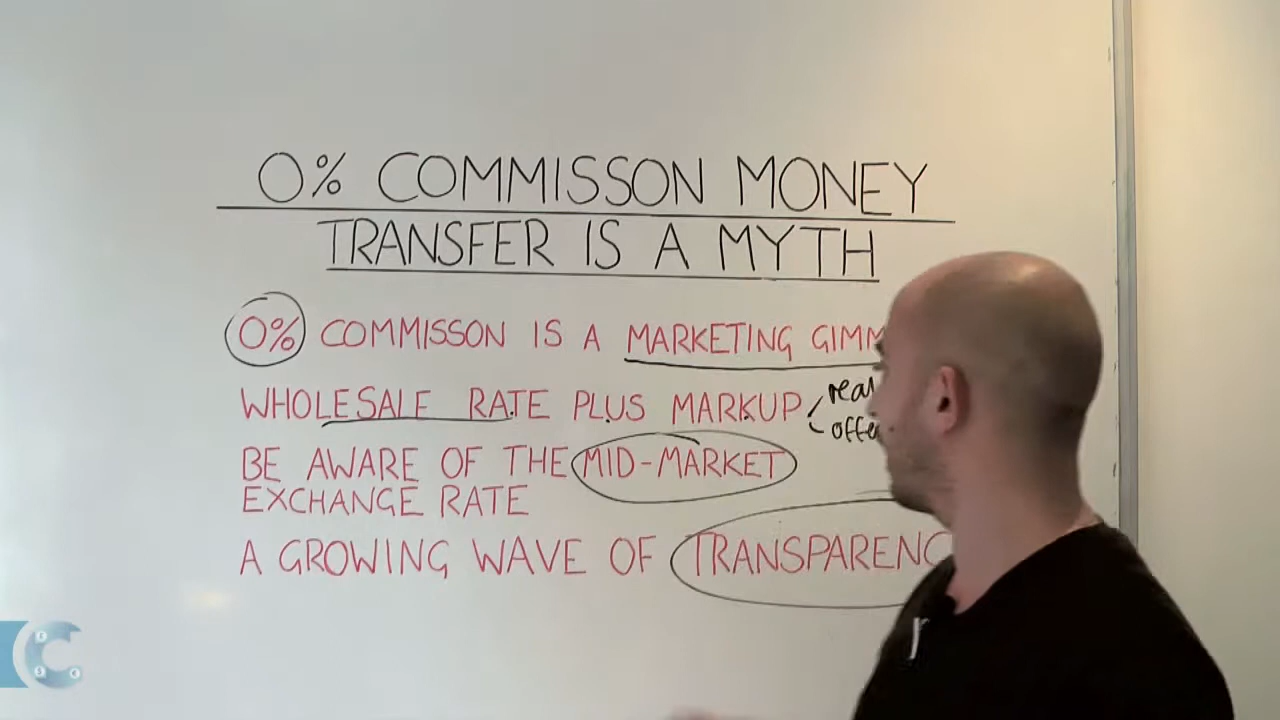 0% COMMISSON MONEY
TRANSFER IS A MYTH
0% COMMISSON IS A MARKETING
WHOLESALE RATE PLUS MARKUP
BE AWARE OF THE MID-MARKET
EXCHANGE RATE
A GROWING WAVE OF